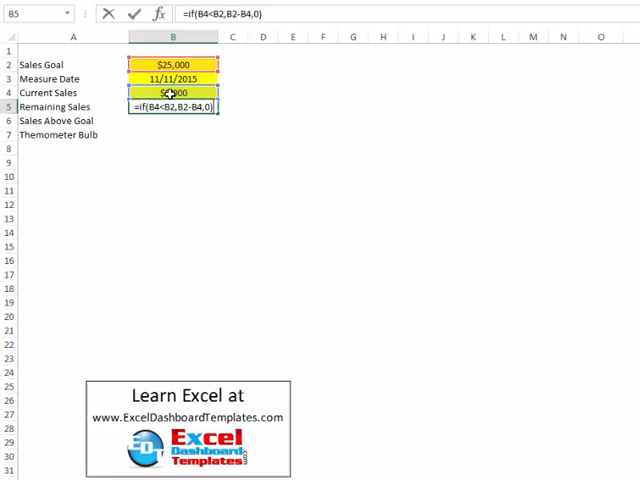 B5 =if(B4<B2,B2-B4,0)
A B C D E F G H I J K L M N O
1
2 Sales Goal $25,000
3 Measure Date 11/11/2015
4 Current Sales
5 Remaining Sales =if(B4<B2,B2-B4,0)
6 Sales Above Goal
7 Themometer Bulb
8
9
10
11
12
13
14
15
16
17
18
19
20
21
22
23
24
25
26
27
28
29
30
31
Learn Excel at
www.ExcelDashboardTemplates.com
EDT Excel
Dashboard
Templates.com